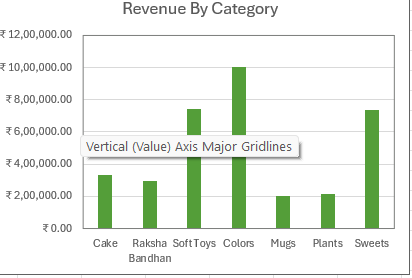 Revenue By Category
₹ 12,00,000.00
₹ 10,00,000.00
₹ 8,00,000.00
₹ 6,00,000.00
Vertical (Value) Axis Major Gridlines
₹ 4,00,000.00
₹ 2,00,000.00
₹ 0.00
Cake Raksha Bandhan Soft Toys Colors Mugs Plants Sweets